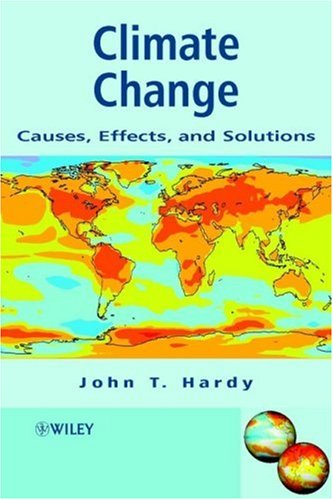 Climate
Change
Causes, Effects, and Solutions
John T. Hardy
WILEY